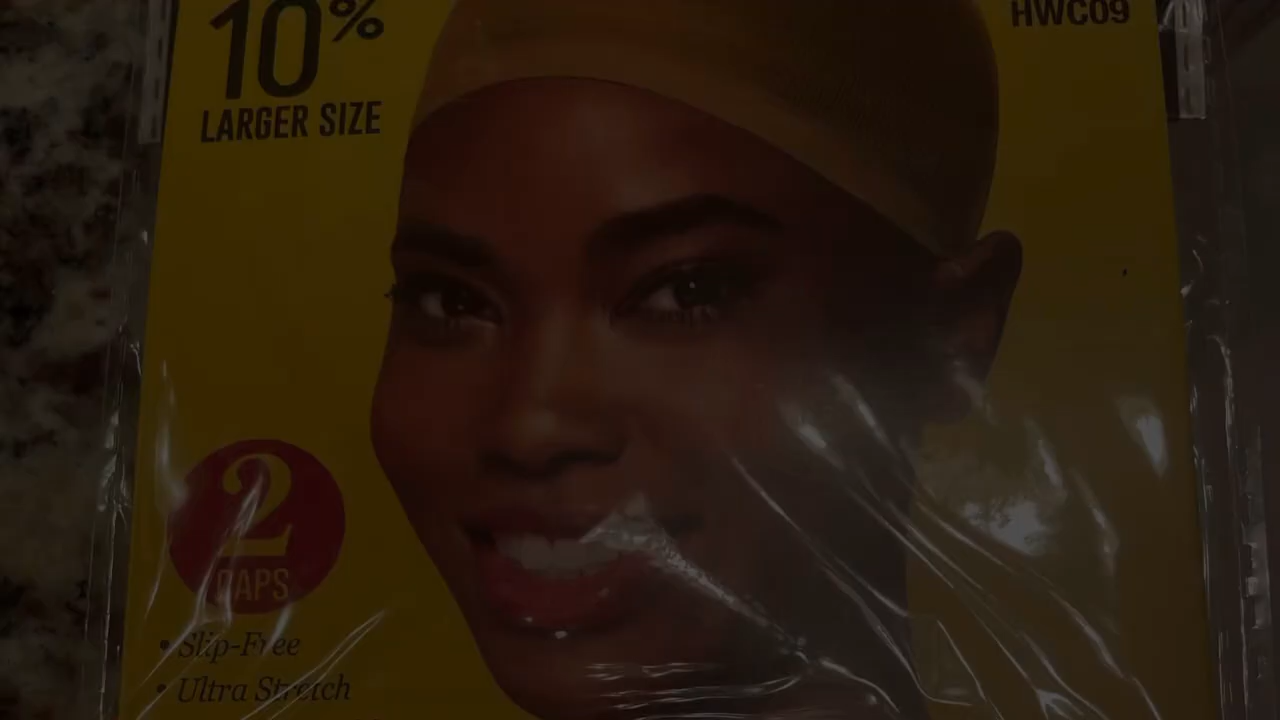 10%
LARGER SIZE
HWC09
2
CAPS
• Slip-Free
• Ultra Stretch